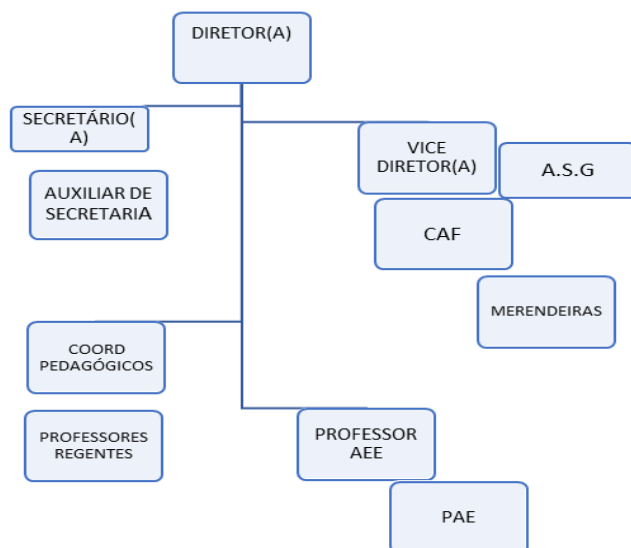 DIRETOR(A)
SECRETÁRIO(
A)
AUXILIAR DE
SECRETARIA
VICE
DIRETOR(A)
A.S.G
CAF
MERENDEIRAS
COORD
PEDAGÓGICOS
PROFESSORES
REGENTES
PROFESSOR
AEE
PAE